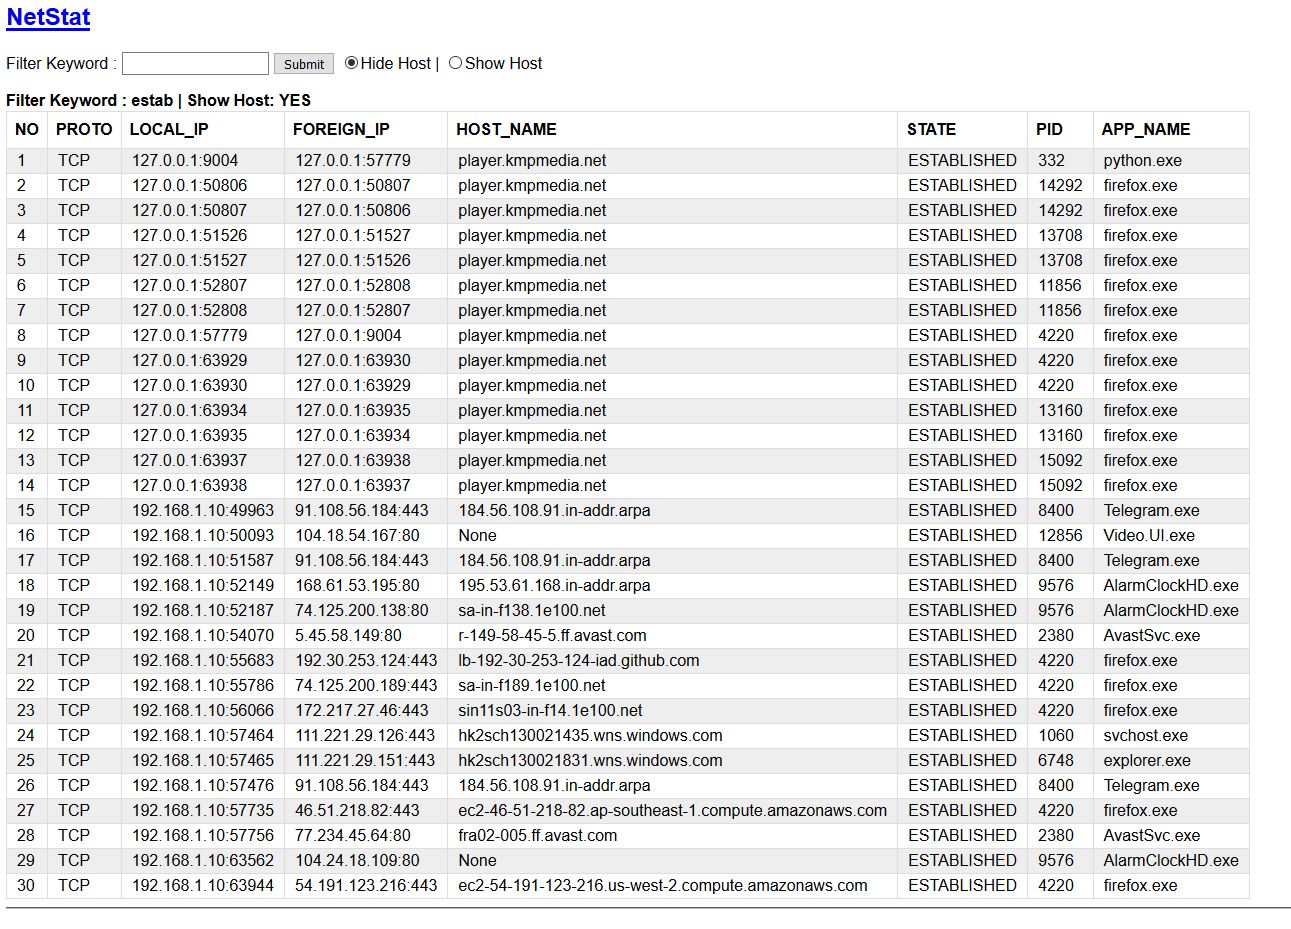 NetStat
Filter Keyword : Submit Hide Host | Show Host
Filter Keyword : estab | Show Host: YES
NO PROTO LOCAL_IP FOREIGN_IP HOST_NAME STATE PID APP_NAME
1 TCP 127.0.0.1:9004 127.0.0.1:57779 player.kmpmedia.net ESTABLISHED 332 python.exe
2 TCP 127.0.0.1:50806 127.0.0.1:50807 player.kmpmedia.net ESTABLISHED 14292 firefox.exe
3 TCP 127.0.0.1:50807 127.0.0.1:50806 player.kmpmedia.net ESTABLISHED 14292 firefox.exe
4 TCP 127.0.0.1:51526 127.0.0.1:51527 player.kmpmedia.net ESTABLISHED 13708 firefox.exe
5 TCP 127.0.0.1:51527 127.0.0.1:51526 player.kmpmedia.net ESTABLISHED 13708 firefox.exe
6 TCP 127.0.0.1:52807 127.0.0.1:52808 player.kmpmedia.net ESTABLISHED 11856 firefox.exe
7 TCP 127.0.0.1:52808 127.0.0.1:52807 player.kmpmedia.net ESTABLISHED 11856 firefox.exe
8 TCP 127.0.0.1:57779 127.0.0.1:9004 player.kmpmedia.net ESTABLISHED 4220 firefox.exe
9 TCP 127.0.0.1:63929 127.0.0.1:63930 player.kmpmedia.net ESTABLISHED 4220 firefox.exe
10 TCP 127.0.0.1:63930 127.0.0.1:63929 player.kmpmedia.net ESTABLISHED 4220 firefox.exe
11 TCP 127.0.0.1:63934 127.0.0.1:63935 player.kmpmedia.net ESTABLISHED 13160 firefox.exe
12 TCP 127.0.0.1:63935 127.0.0.1:63934 player.kmpmedia.net ESTABLISHED 13160 firefox.exe
13 TCP 127.0.0.1:63937 127.0.0.1:63938 player.kmpmedia.net ESTABLISHED 15092 firefox.exe
14 TCP 127.0.0.1:63938 127.0.0.1:63937 player.kmpmedia.net ESTABLISHED 15092 firefox.exe
15 TCP 192.168.1.10:49963 91.108.56.184:443 184.56.108.91.in-addr.arpa ESTABLISHED 8400 Telegram.exe
16 TCP 192.168.1.10:50093 104.18.54.167:80 None ESTABLISHED 12856 Video.UI.exe
17 TCP 192.168.1.10:51587 91.108.56.184:443 184.56.108.91.in-addr.arpa ESTABLISHED 8400 Telegram.exe
18 TCP 192.168.1.10:52149 168.61.53.195:80 195.53.61.168.in-addr.arpa ESTABLISHED 9576 AlarmClockHD.exe
19 TCP 192.168.1.10:52187 74.125.200.138:80 sa-in-f138.1e100.net ESTABLISHED 9576 AlarmClockHD.exe
20 TCP 192.168.1.10:54070 5.45.58.149:80 r-149-58-45-5.ff.avast.com ESTABLISHED 2380 AvastSvc.exe
21 TCP 192.168.1.10:55683 192.30.253.124:443 lb-192-30-253-124-iad.github.com ESTABLISHED 4220 firefox.exe
22 TCP 192.168.1.10:55786 74.125.200.189:443 sa-in-f189.1e100.net ESTABLISHED 4220 firefox.exe
23 TCP 192.168.1.10:56066 172.217.27.46:443 sin11s03-in-f14.1e100.net ESTABLISHED 4220 firefox.exe
24 TCP 192.168.1.10:57464 111.221.29.126:443 hk2sch130021435.wns.windows.com ESTABLISHED 1060 svchost.exe
25 TCP 192.168.1.10:57465 111.221.29.151:443 hk2sch130021831.wns.windows.com ESTABLISHED 6748 explorer.exe
26 TCP 192.168.1.10:57476 91.108.56.184:443 184.56.108.91.in-addr.arpa ESTABLISHED 8400 Telegram.exe
27 TCP 192.168.1.10:57735 46.51.218.82:443 ec2-46-51-218-82.ap-southeast-1.compute.amazonaws.com ESTABLISHED 4220 firefox.exe
28 TCP 192.168.1.10:57756 77.234.45.64:80 fra02-005.ff.avast.com ESTABLISHED 2380 AvastSvc.exe
29 TCP 192.168.1.10:63562 104.24.18.109:80 None ESTABLISHED 9576 AlarmClockHD.exe
30 TCP 192.168.1.10:63944 54.191.123.216:443 ec2-54-191-123-216.us-west-2.compute.amazonaws.com ESTABLISHED 4220 firefox.exe